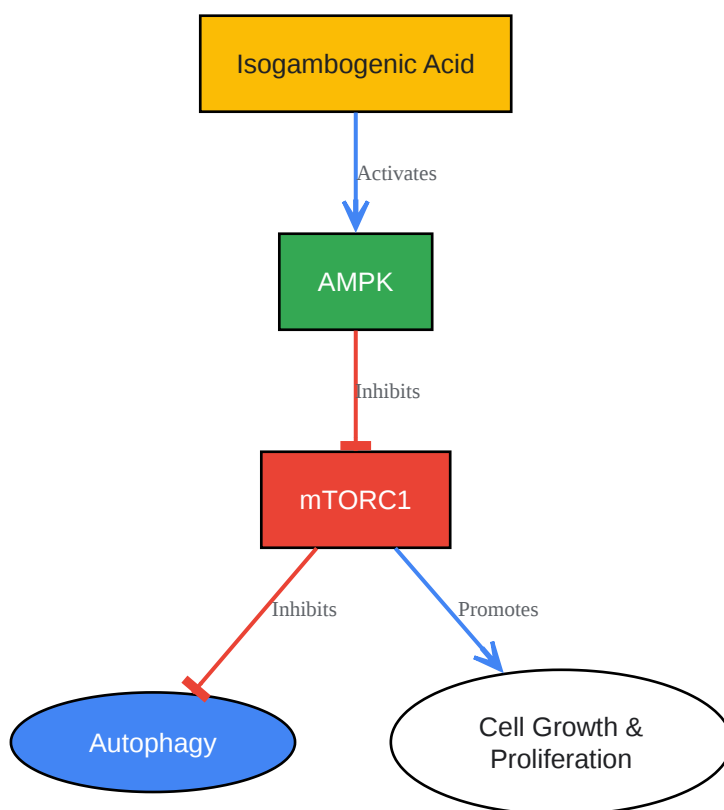 Isogambogenic Acid
Activates
AMPK
Inhibits
mTORC1
Inhibits
Promotes
Autophagy
Cell Growth &
Proliferation